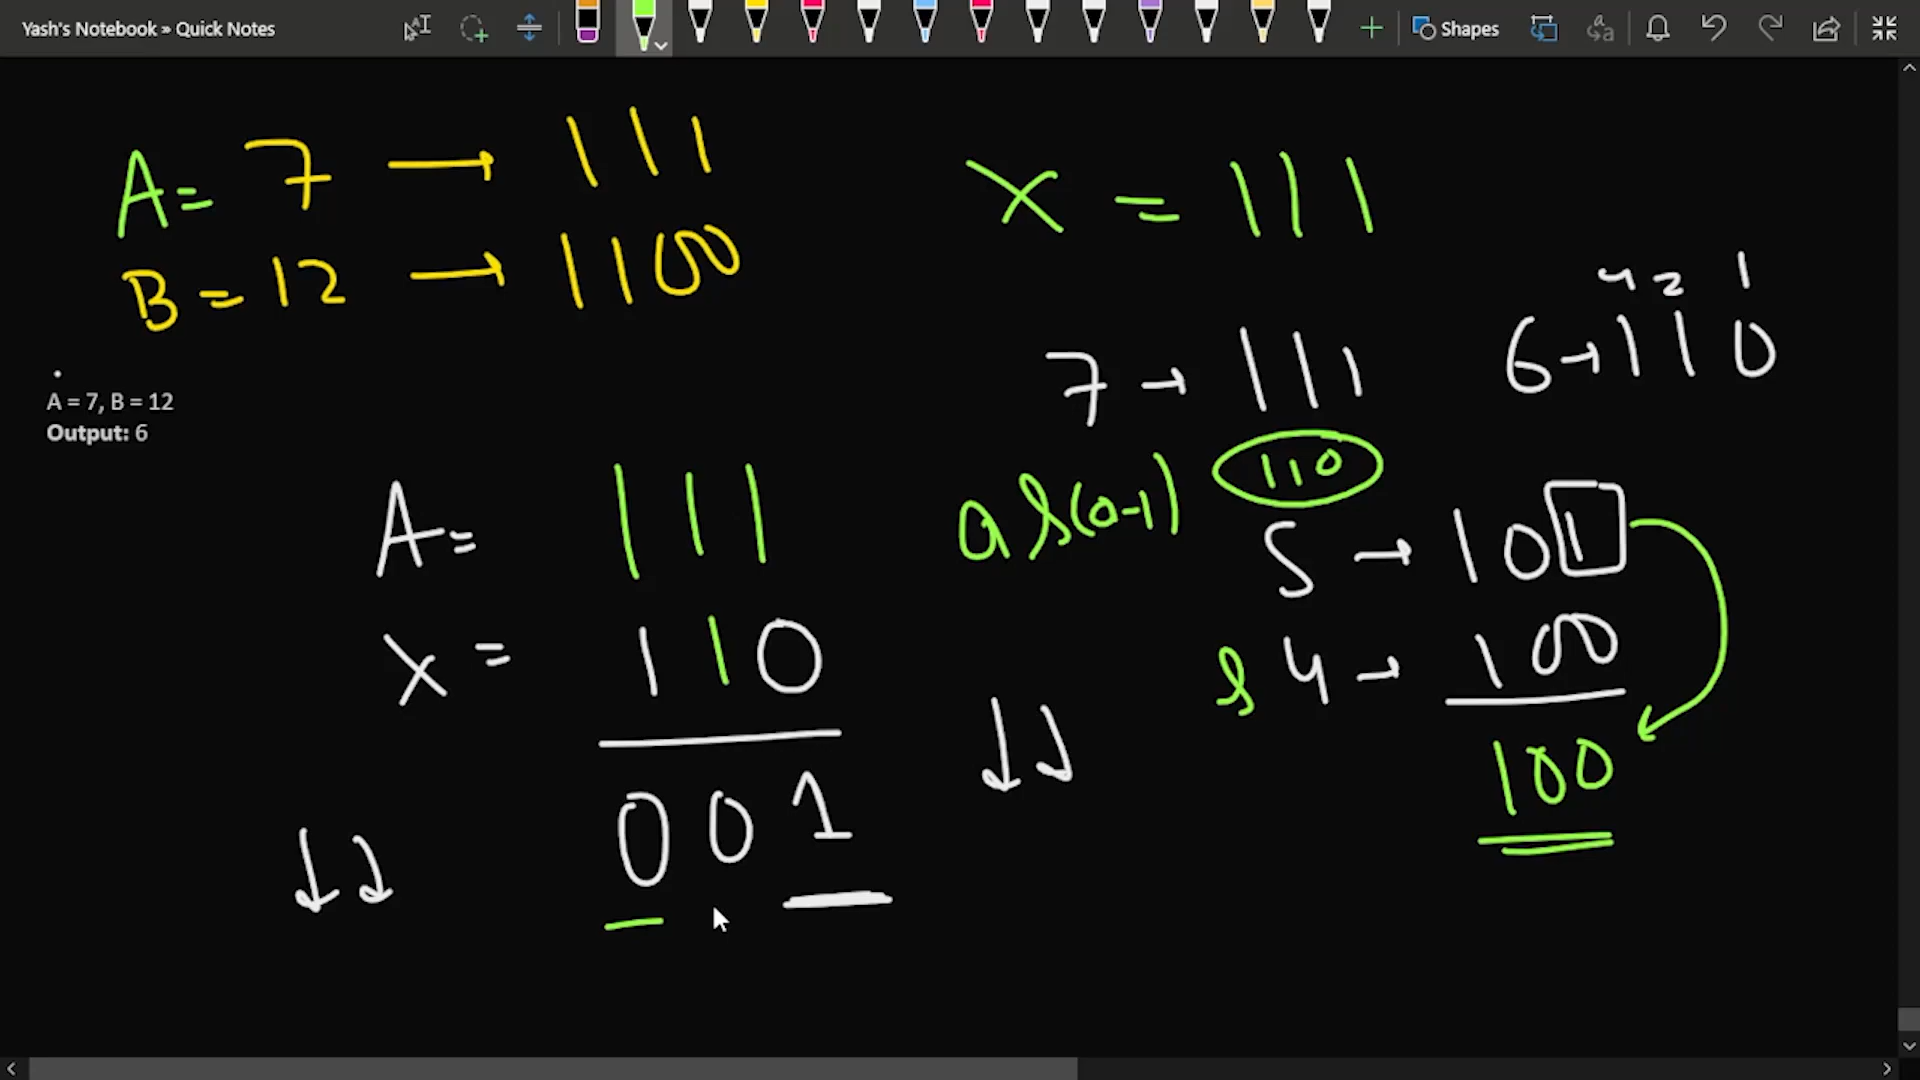 Yash's Notebook » Quick Notes
Shapes
A = 7 → 111
B = 12 → 1100
X = 111
4 2 1
6 → 110
7 → 111
A = 7, B = 12
Output: 6
110
a &(a-1)
5 → 101
& 4 → 100
100
A = 111
X = 110
001